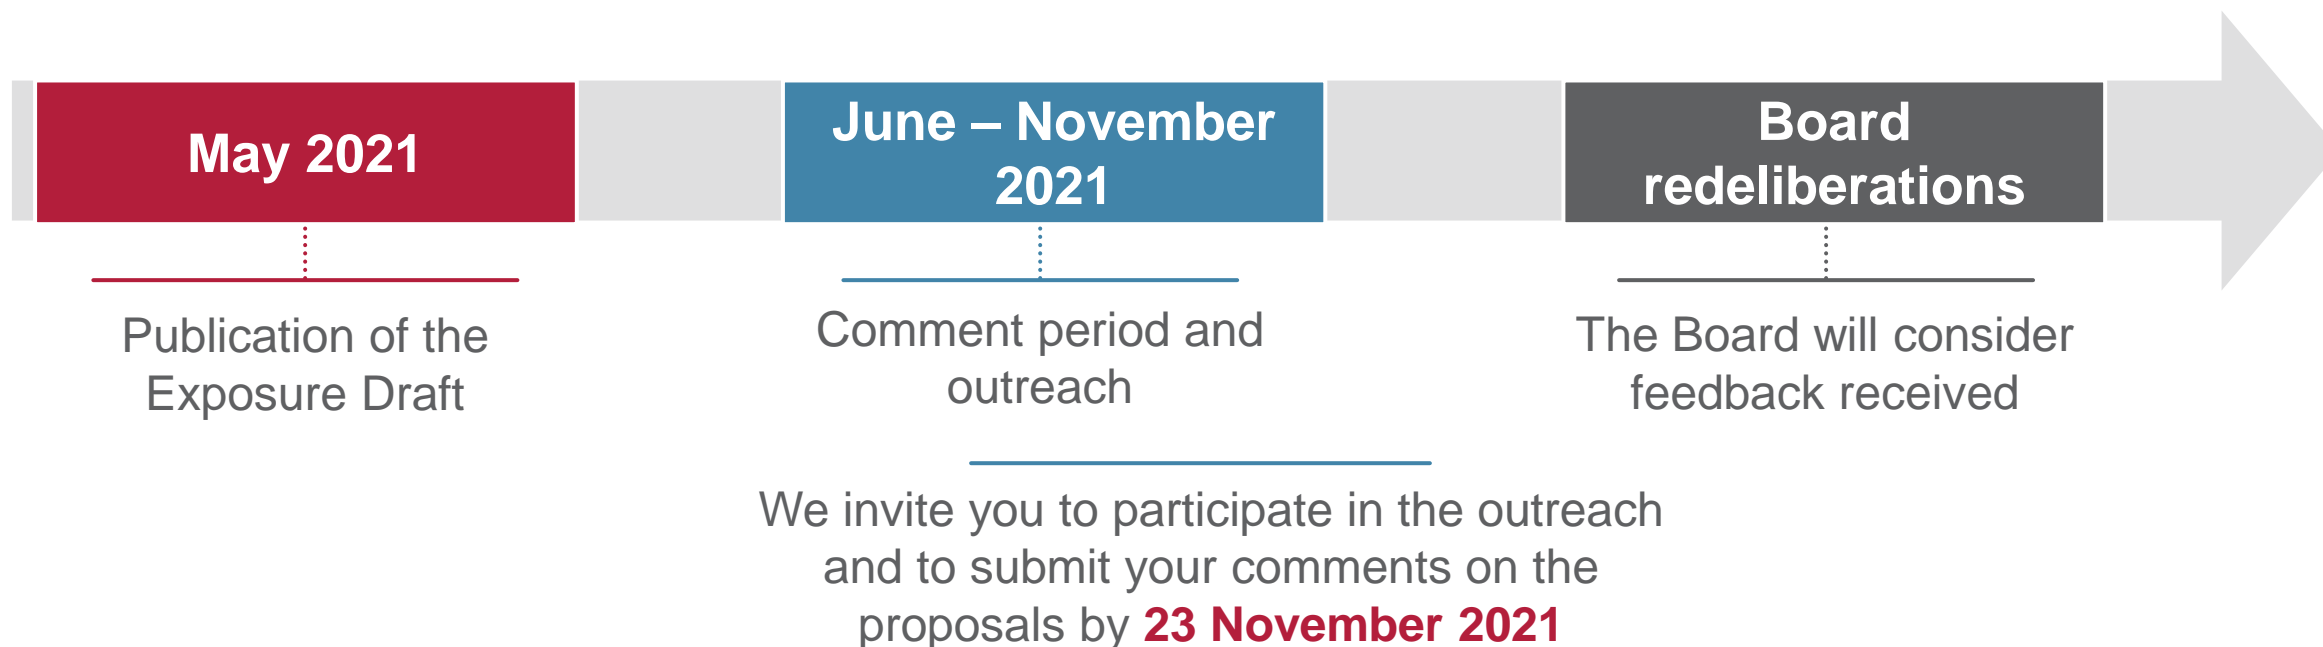 May 2021
June – November
2021
Board
redeliberations
Publication of the
Exposure Draft
Comment period and
outreach
The Board will consider
feedback received
We invite you to participate in the outreach
and to submit your comments on the
proposals by 23 November 2021